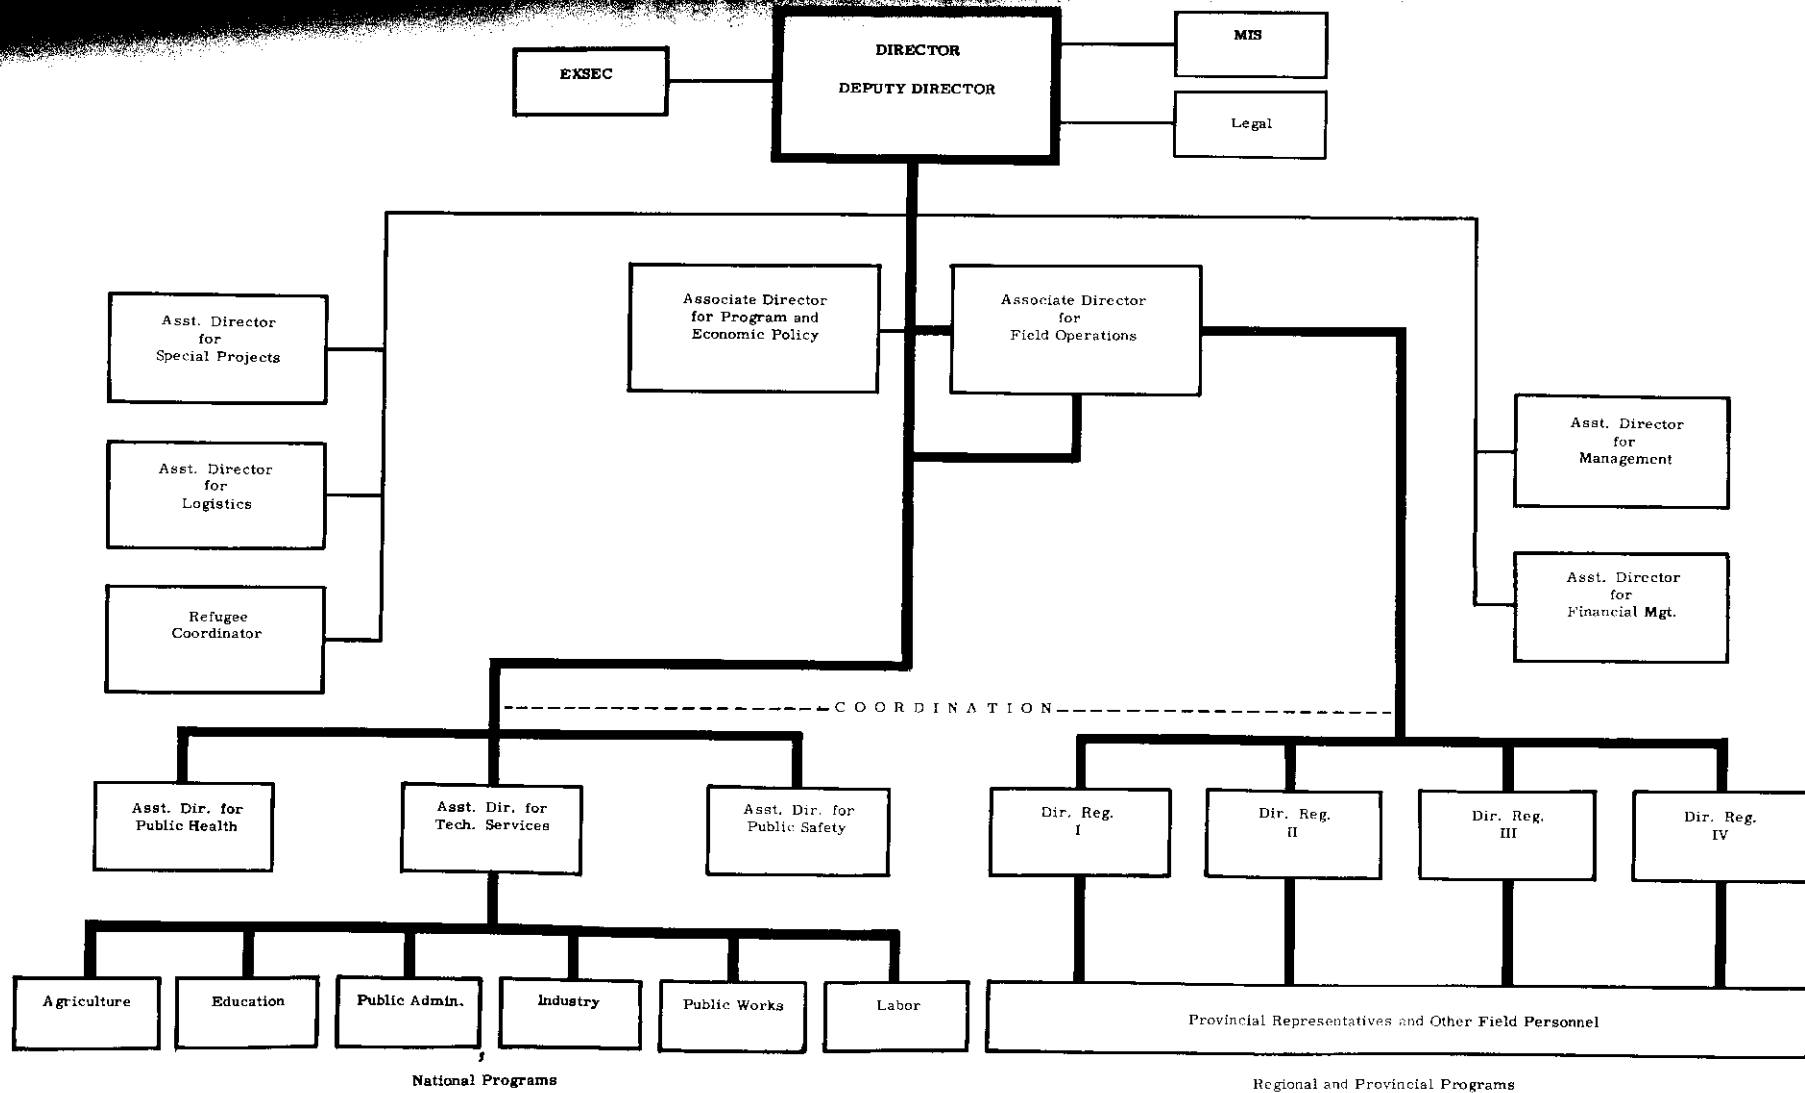 DIRECTOR
DEPUTY DIRECTOR
EXSEC
MIS
Legal
Associate Director
for Program and
Economic Policy
Associate Director
for
Field Operations
Asst. Director
for
Special Projects
Asst. Director
for
Logistics
Refugee
Coordinator
Asst. Director
for
Management
Asst. Director
for
Financial Mgt.
COORDINATION
Asst. Dir. for
Public Health
Asst. Dir. for
Tech. Services
Asst. Dir. for
Public Safety
Dir. Reg.
I
Dir. Reg.
II
Dir. Reg.
III
Dir. Reg.
IV
Agriculture
Education
Public Admin.
Industry
Public Works
Labor
Provincial Representatives and Other Field Personnel
National Programs
Regional and Provincial Programs